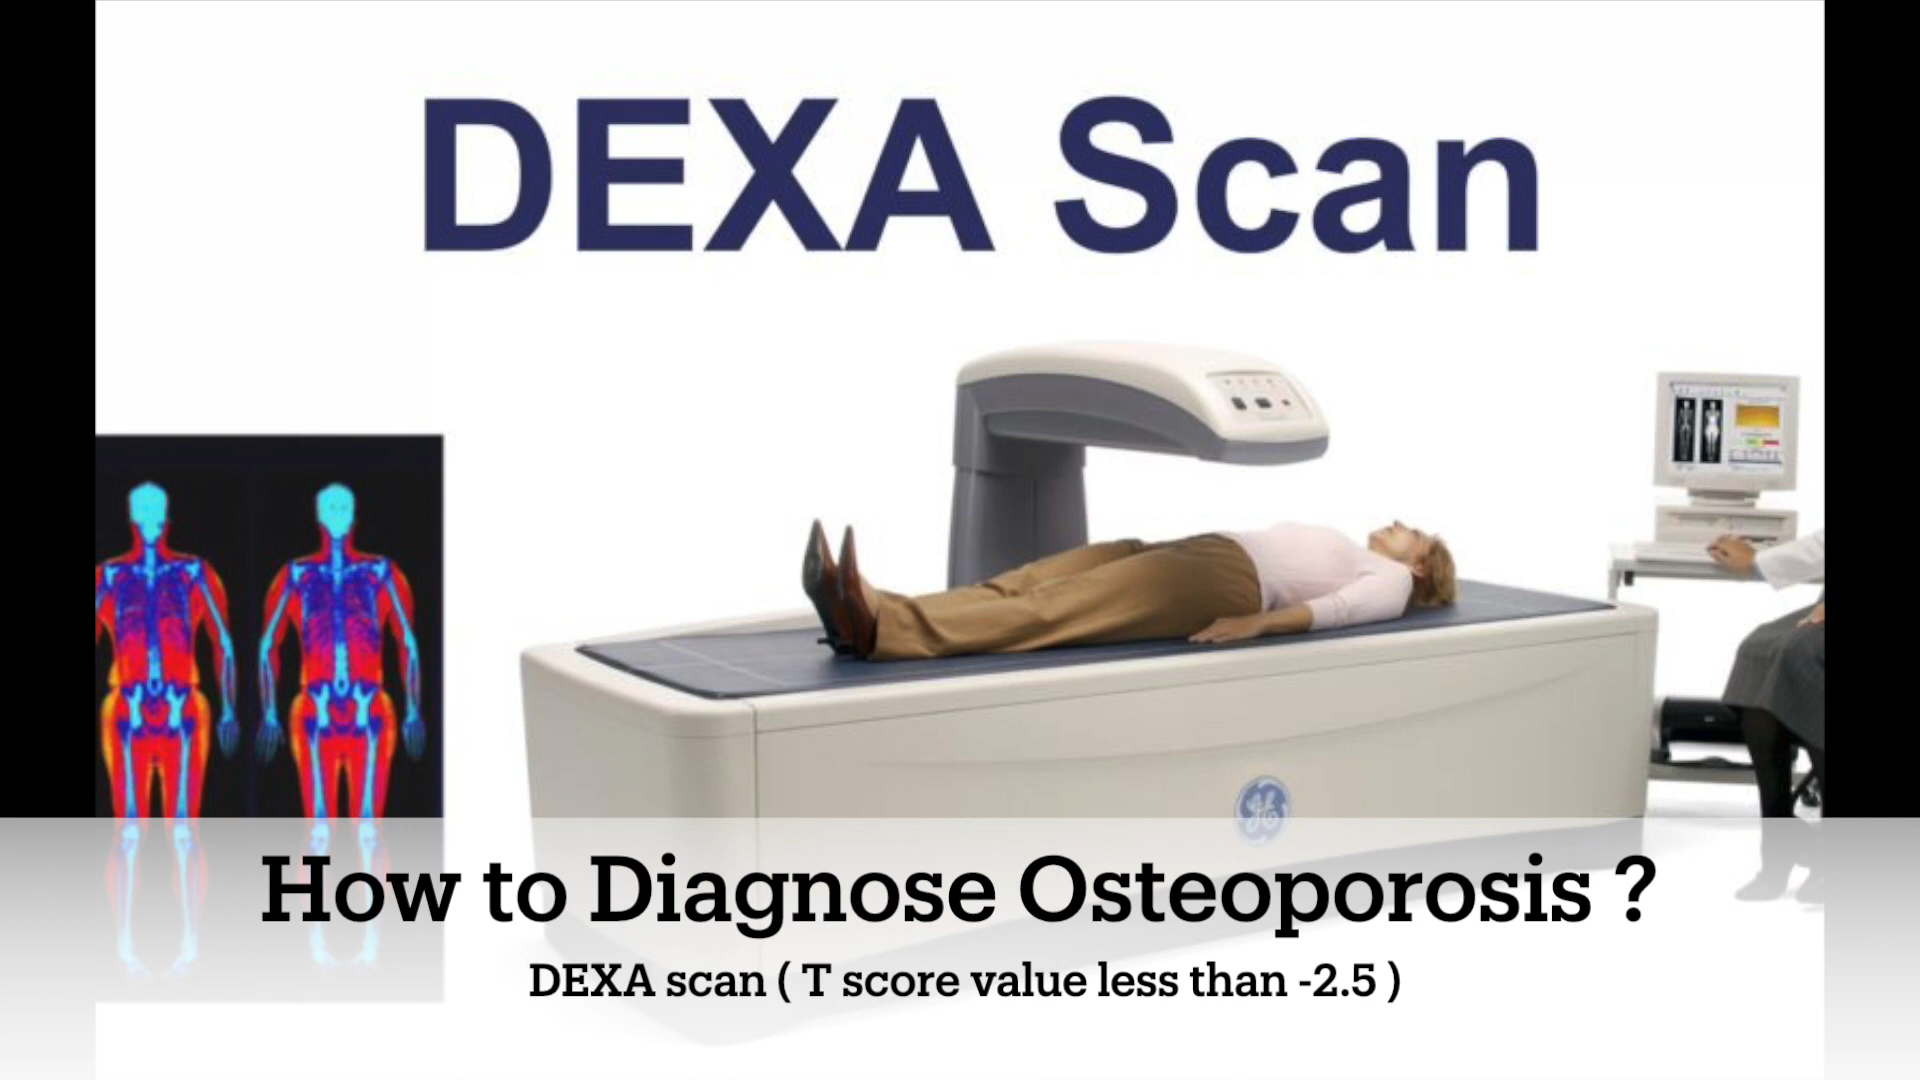 DEXA Scan
How to Diagnose Osteoporosis ?
DEXA scan ( T score value less than -2.5 )